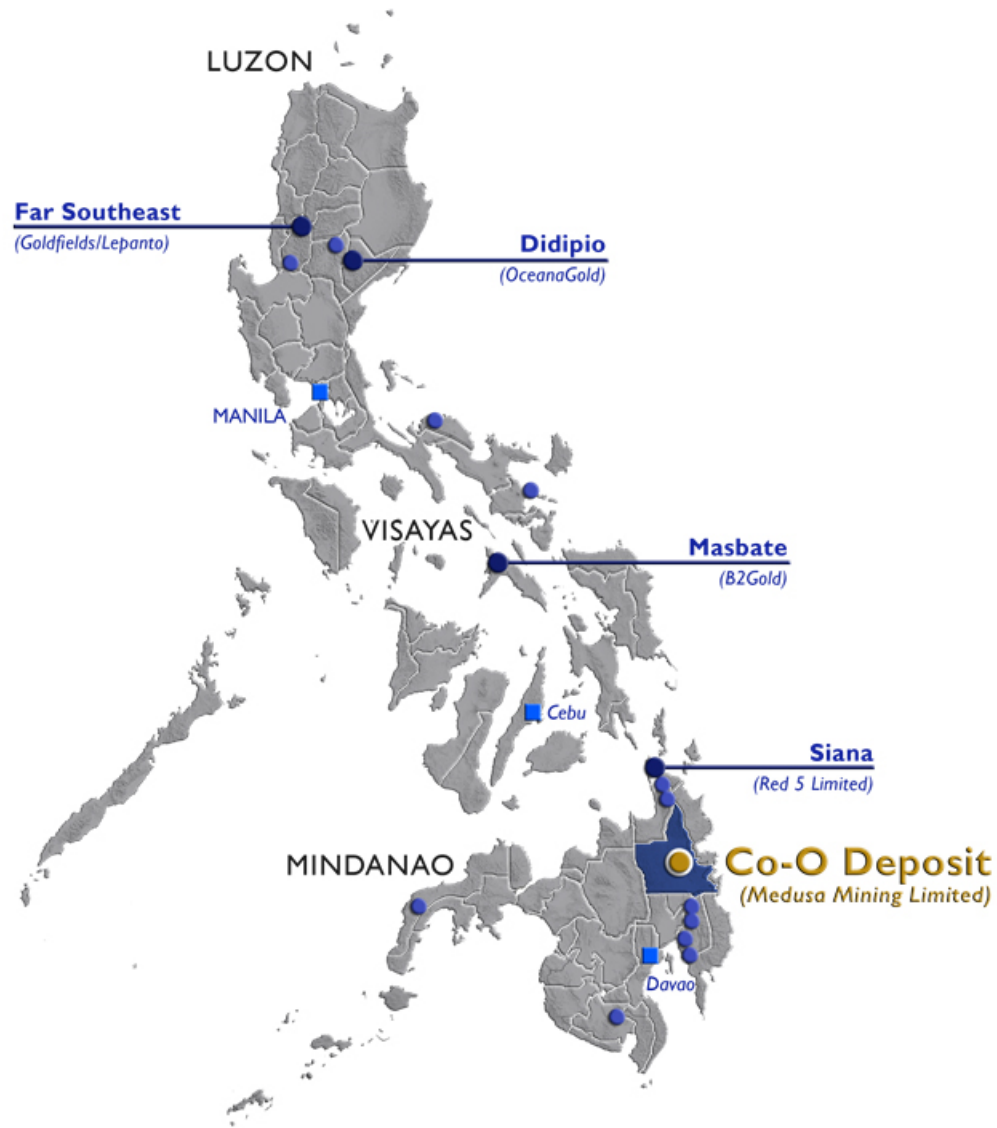 LUZON
Far Southeast
(Goldfields/Lepanto)
Didipio
(OceanaGold)
MANILA
VISAYAS
Masbate
(B2Gold)
Cebu
Siana
(Red 5 Limited)
MINDANAO
Co-O Deposit
(Medusa Mining Limited)
Davao